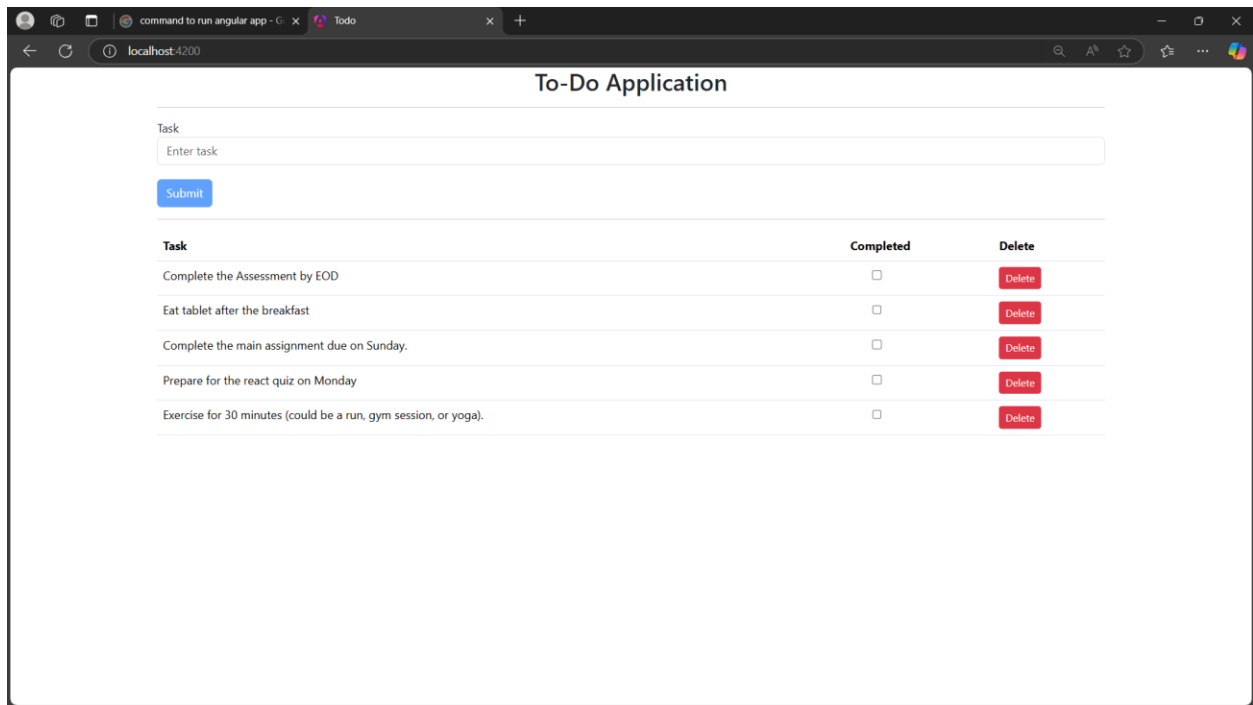 command to run angular app - G
Todo
localhost:4200
To-Do Application
Task
Enter task
Submit
Task Completed Delete
Complete the Assessment by EOD Delete
Eat tablet after the breakfast Delete
Complete the main assignment due on Sunday. Delete
Prepare for the react quiz on Monday Delete
Exercise for 30 minutes (could be a run, gym session, or yoga). Delete